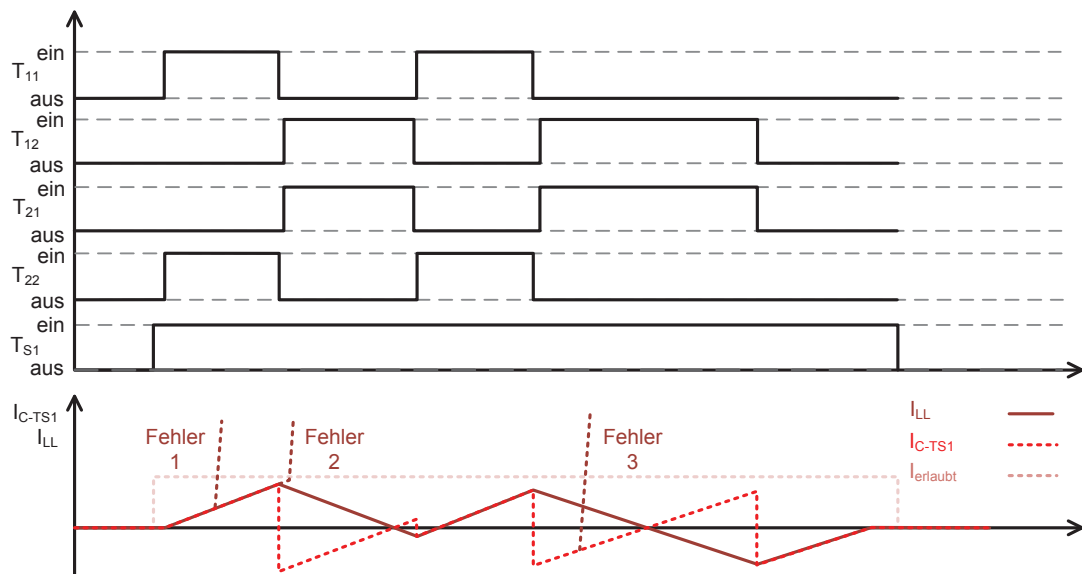 ein
T11
aus
ein
T12
aus
ein
T21
aus
ein
T22
aus
ein
TS1
aus
IC-TS1
ILL
Fehler 1
Fehler 2
Fehler 3
ILL
IC-TS1
Ierlaubt